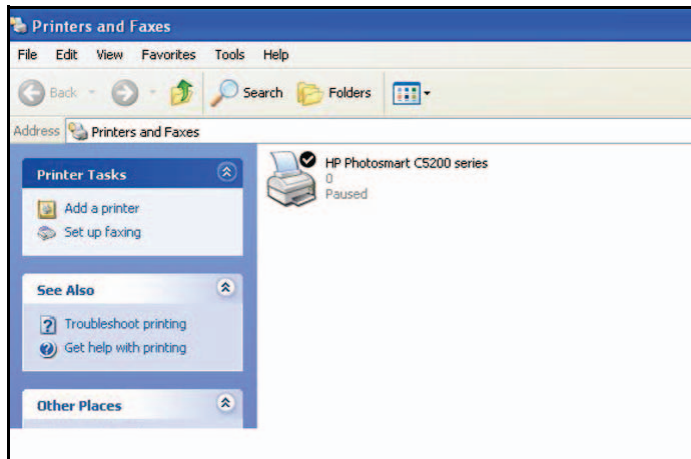 Printers and Faxes
File Edit View Favorites Tools Help
Back Search Folders
Address Printers and Faxes
Printer Tasks
Add a printer
Set up faxing
See Also
Troubleshoot printing
Get help with printing
Other Places
HP Photosmart C5200 series
0
Paused